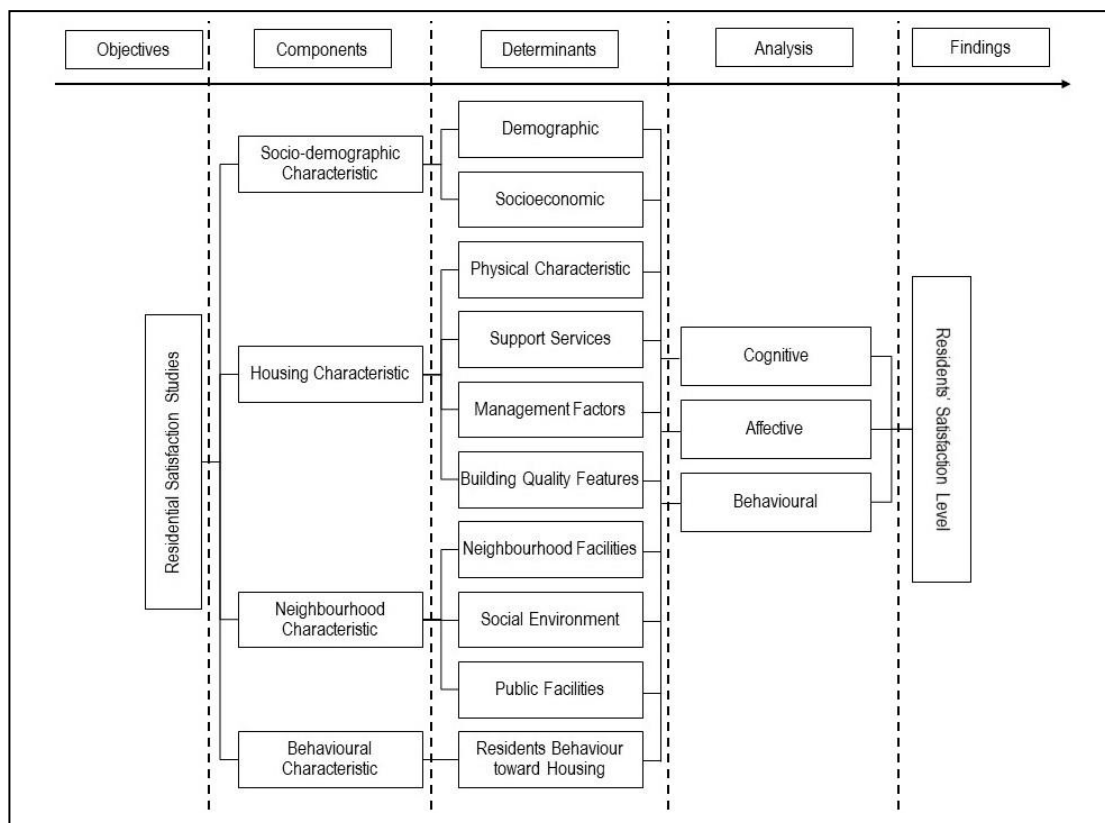 Objectives
Components
Determinants
Analysis
Findings
Residential Satisfaction Studies
Socio-demographic
Characteristic
Housing Characteristic
Neighbourhood
Characteristic
Behavioural
Characteristic
Demographic
Socioeconomic
Physical Characteristic
Support Services
Management Factors
Building Quality Features
Neighbourhood Facilities
Social Environment
Public Facilities
Residents Behaviour
toward Housing
Cognitive
Affective
Behavioural
Residents' Satisfaction Level